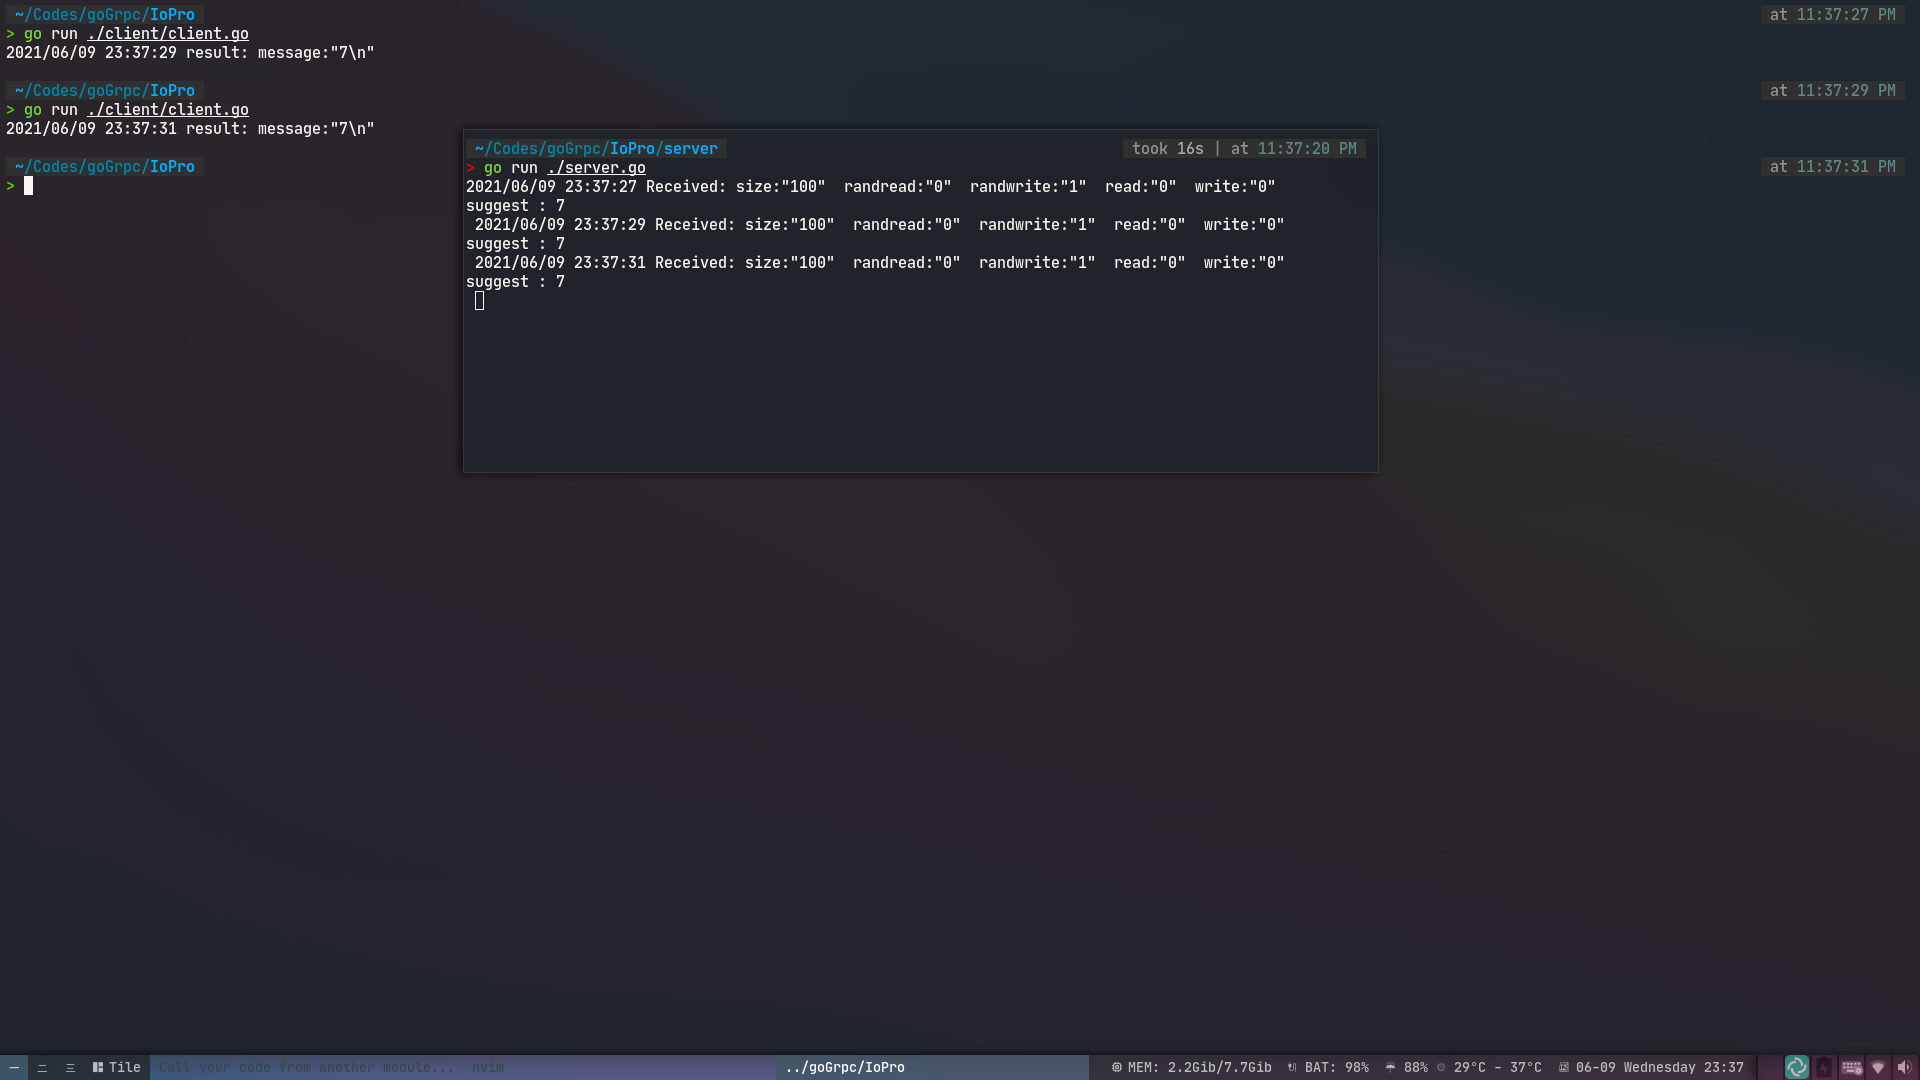 ~/Codes/goGrpc/IoPro at 11:37:27 PM
> go run ./client/client.go
2021/06/09 23:37:29 result: message:"7\n"
~/Codes/goGrpc/IoPro at 11:37:29 PM
> go run ./client/client.go
2021/06/09 23:37:31 result: message:"7\n"
~/Codes/goGrpc/IoPro at 11:37:31 PM
>
~/Codes/goGrpc/IoPro/server took 16s | at 11:37:20 PM
> go run ./server.go
2021/06/09 23:37:27 Received: size:"100"  randread:"0"  randwrite:"1"  read:"0"  write:"0"
suggest : 7
2021/06/09 23:37:29 Received: size:"100"  randread:"0"  randwrite:"1"  read:"0"  write:"0"
suggest : 7
2021/06/09 23:37:31 Received: size:"100"  randread:"0"  randwrite:"1"  read:"0"  write:"0"
suggest : 7
一 二 三 Tile Call your code from another module... nvim ../goGrpc/IoPro MEM: 2.2Gib/7.7Gib BAT: 98% 88% 29°C - 37°C 06-09 Wednesday 23:37